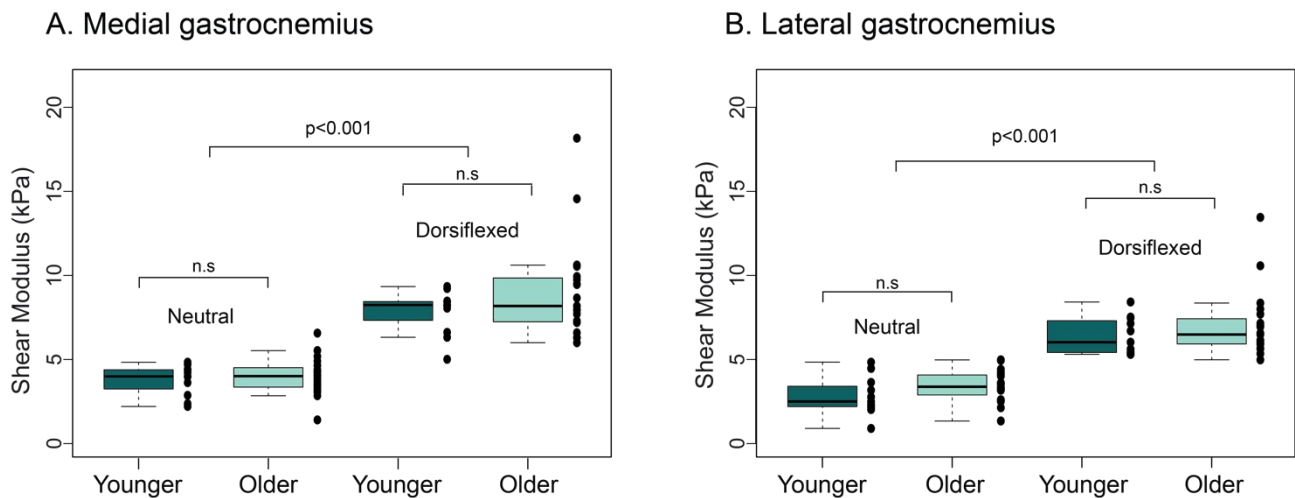 A. Medial gastrocnemius
Shear Modulus (kPa)
20
15
10
5
0
p<0.001
n.s
Dorsiflexed
n.s
Neutral
Younger
Older
Younger
Older
B. Lateral gastrocnemius
Shear Modulus (kPa)
20
15
10
5
0
p<0.001
n.s
Dorsiflexed
n.s
Neutral
Younger
Older
Younger
Older